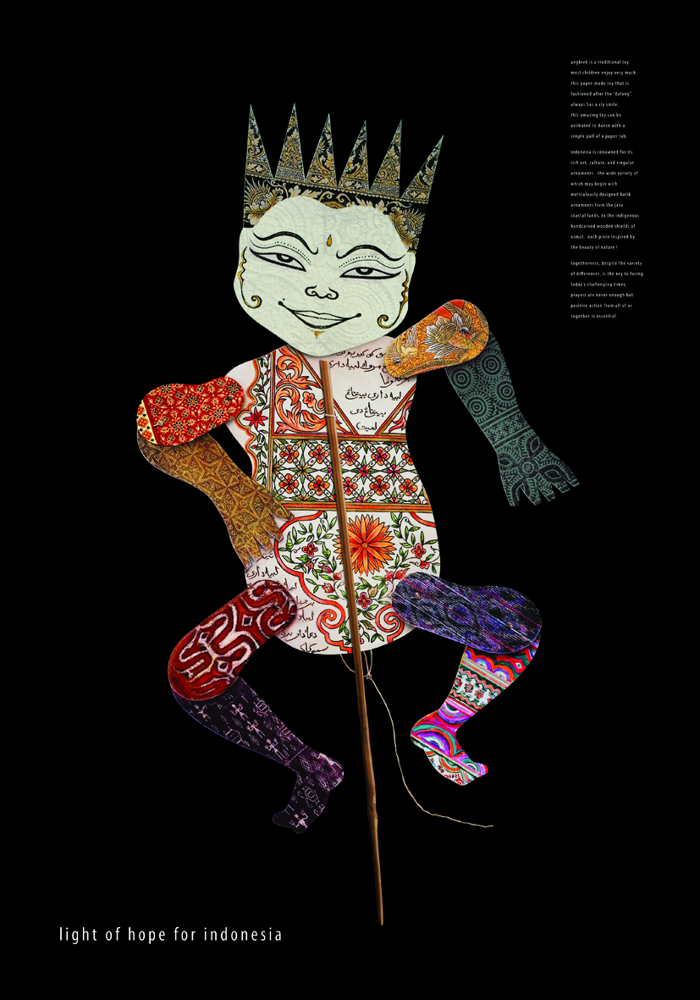 angkrek is a traditional toy
most children enjoy very much.
this paper-made toy that is
fashioned after the "dalang",
always has a sly smile.
this amusing toy can be
animated to dance with a
simple pull of a paper tab.
indonesia is renowned for its
rich art, culture, and singular
ornaments. the wide variety of
which may begin with
meticulously designed batik
ornaments from the java
coastal lands, to the indigenous
handcarved wooden shields of
asmat. each piece inspired by
the beauty of nature!
togetherness, despite the variety
of differences, is the key to facing
today's challenging times.
prayers are never enough but
positive action from all of us
together is essential.
light of hope for indonesia